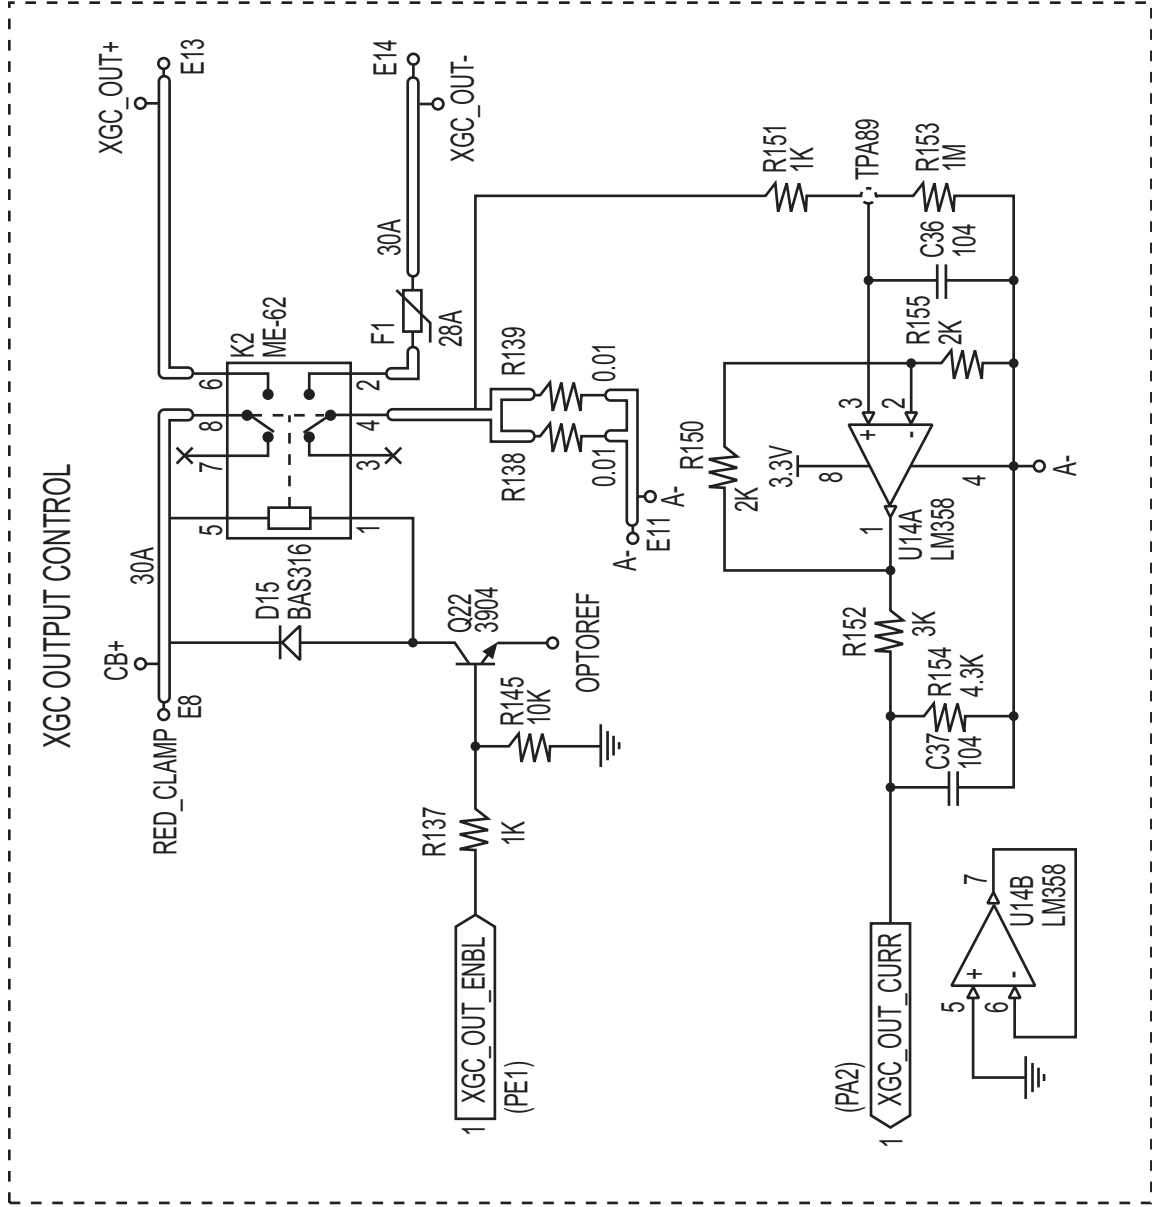 XGC OUTPUT CONTROL
RED_CLAMP
E8
CB+
30A
XGC_OUT+
E13
D15
BAS316
5
7
8
6
K2
ME-62
1
3
4
2
F1
28A
30A
E14
XGC_OUT-
XGC_OUT_ENBL
(PE1)
1
R137
1K
R145
10K
Q22
3904
OPTOREF
R138
0.01
R139
0.01
A-
E11
A-
R151
1K
TPA89
R153
1M
C36
104
R155
2K
R150
2K
3.3V
8
3
2
4
A-
1
U14A
LM358
R152
3K
R154
4.3K
C37
104
(PA2)
XGC_OUT_CURR
1
5
6
+
-
+
-
7
U14B
LM358